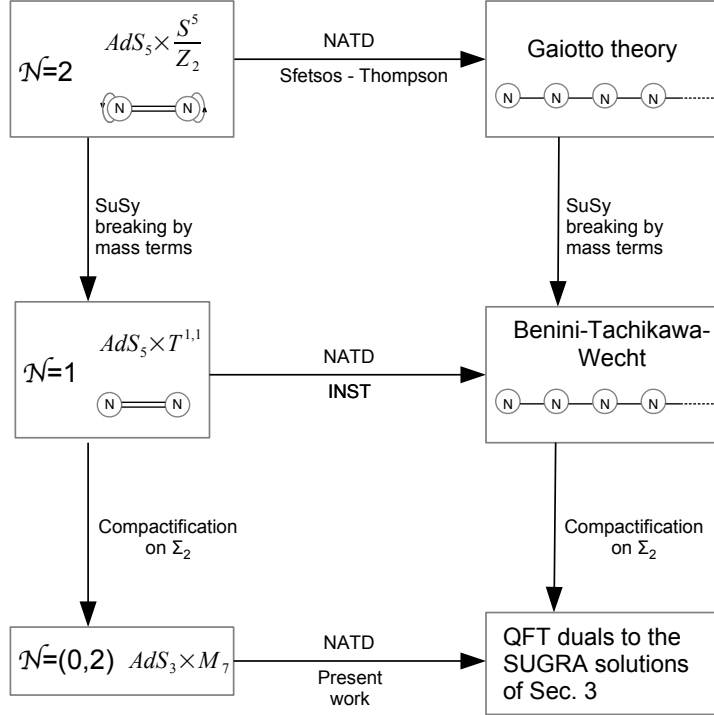 AdS₅ × S⁵/Z₂
𝒩=2
N N
NATD
Sfetsos - Thompson
Gaiotto theory
N N N N
SuSy
breaking by
mass terms
SuSy
breaking by
mass terms
AdS₅ × T¹,¹
𝒩=1
N N
NATD
INST
Benini-Tachikawa-
Wecht
N N N N
Compactification
on Σ₂
Compactification
on Σ₂
𝒩=(0,2) AdS₃ × M₇
NATD
Present
work
QFT duals to the
SUGRA solutions
of Sec. 3